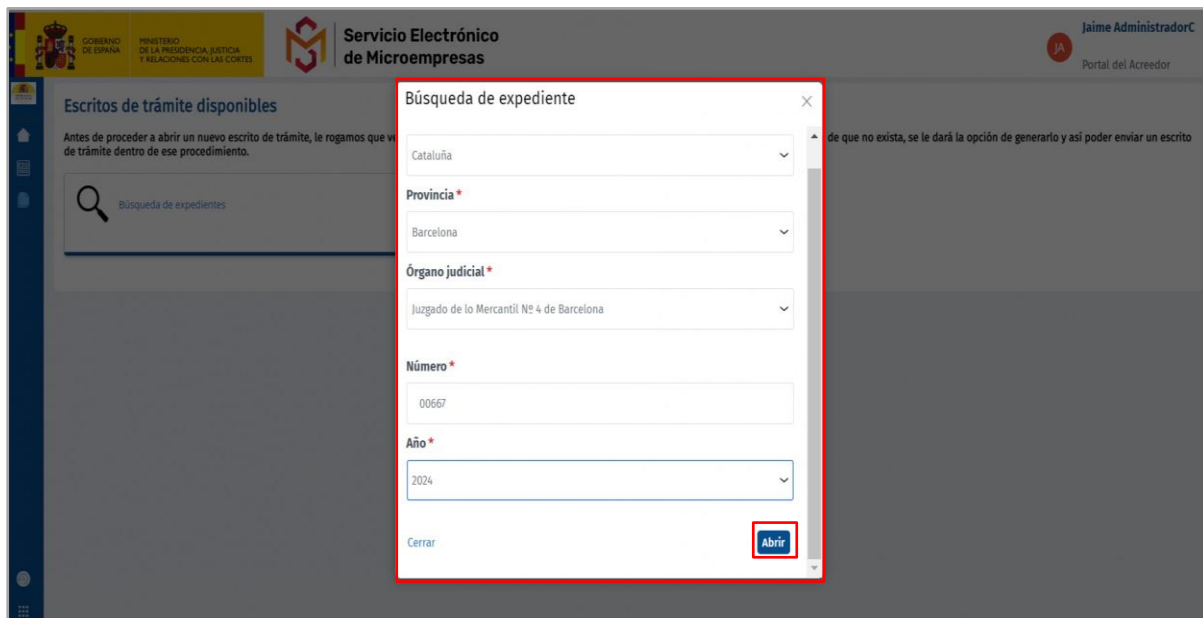 GOBIERNO
DE ESPAÑA
MINISTERIO
DE LA PRESIDENCIA, JUSTICIA
Y RELACIONES CON LAS CORTES
Servicio Electrónico
de Microempresas
Jaime AdministradorC
JA
Portal del Acreedor
Escritos de trámite disponibles
Antes de proceder a abrir un nuevo escrito de trámite, le rogamos que
de que no exista, se le dará la opción de generarlo y así poder enviar un escrito
de trámite dentro de ese procedimiento.
Búsqueda de expedientes
Búsqueda de expediente
Cataluña
Provincia *
Barcelona
Órgano judicial *
Juzgado de lo Mercantil Nº 4 de Barcelona
Número *
00667
Año *
2024
Cerrar
Abrir